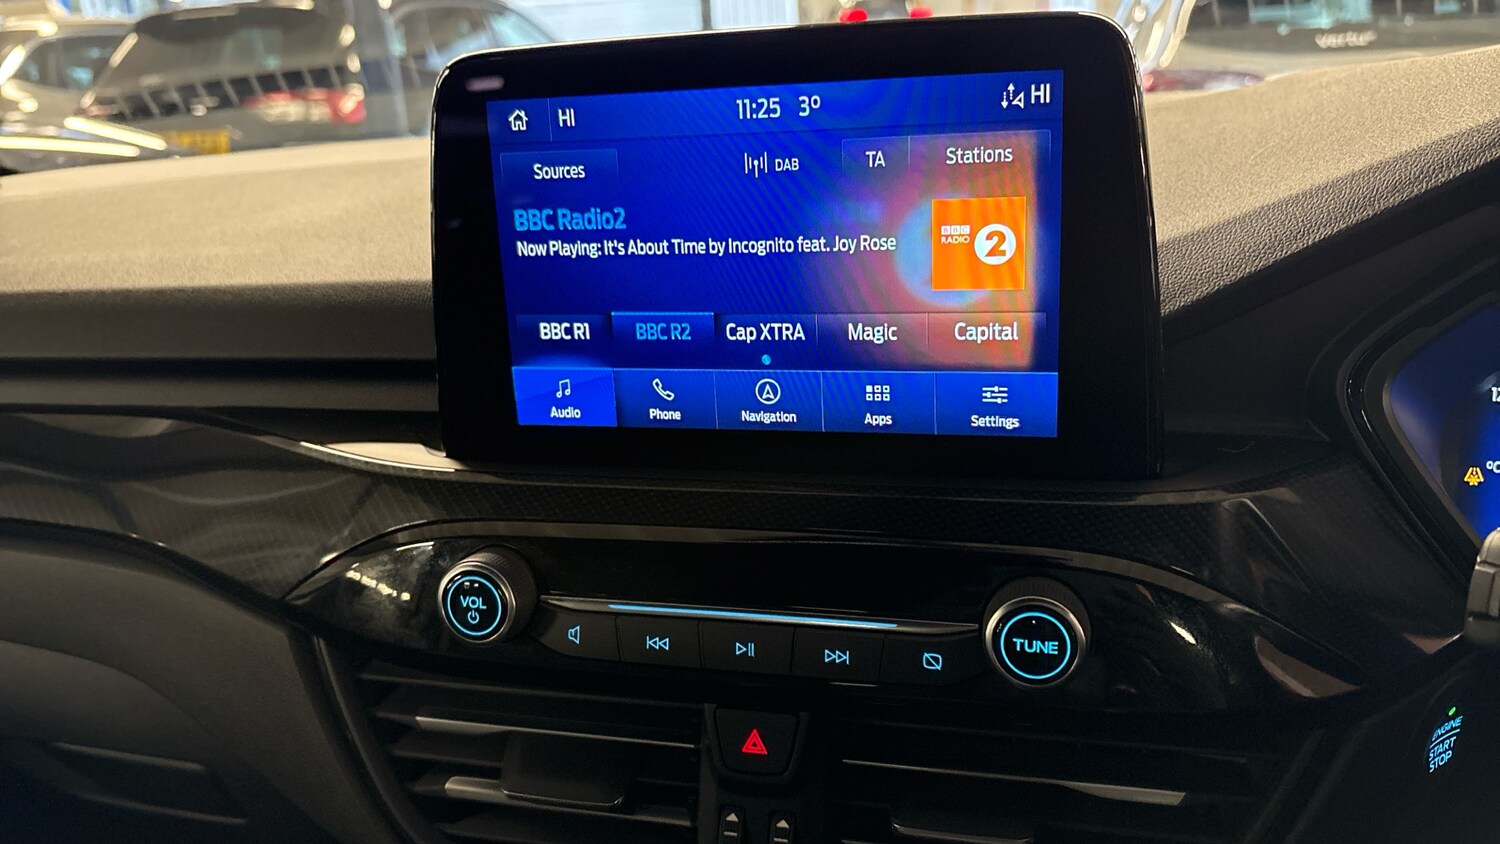 HI 11:25 3° HI
Sources DAB TA Stations
BBC Radio2
Now Playing: It's About Time by Incognito feat. Joy Rose
BBC
RADIO 2
BBC R1 BBC R2 Cap XTRA Magic Capital
Audio Phone Navigation Apps Settings
VOL
TUNE
ENGINE
START
STOP
°C
Vertu